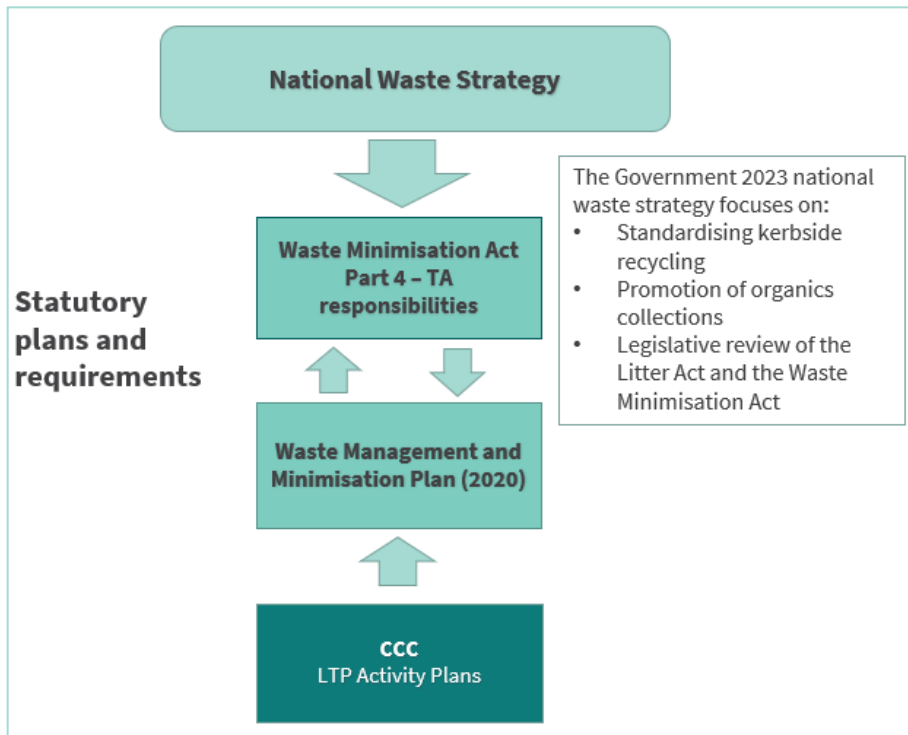 National Waste Strategy
Waste Minimisation Act
Part 4 – TA
responsibilities
Statutory
plans and
requirements
The Government 2023 national
waste strategy focuses on:
• Standardising kerbside
recycling
• Promotion of organics
collections
• Legislative review of the
Litter Act and the Waste
Minimisation Act
Waste Management and
Minimisation Plan (2020)
CCC
LTP Activity Plans